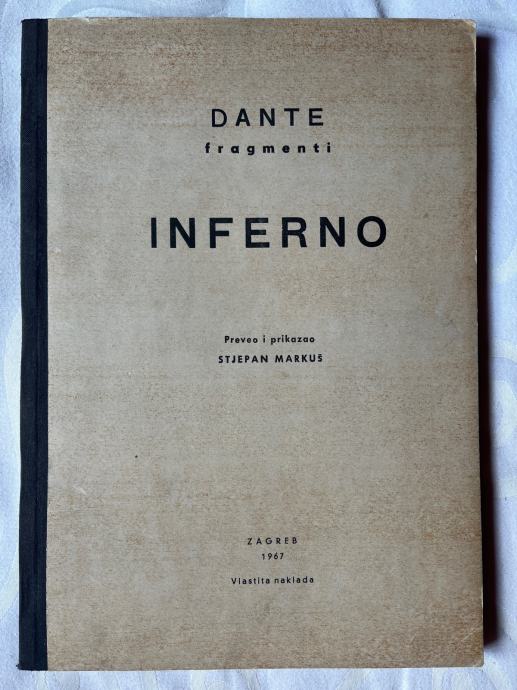 DANTE
fragmenti
INFERNO
Preveo i prikazao
STJEPAN MARKUŠ
ZAGREB
1967
Vlastita naklada